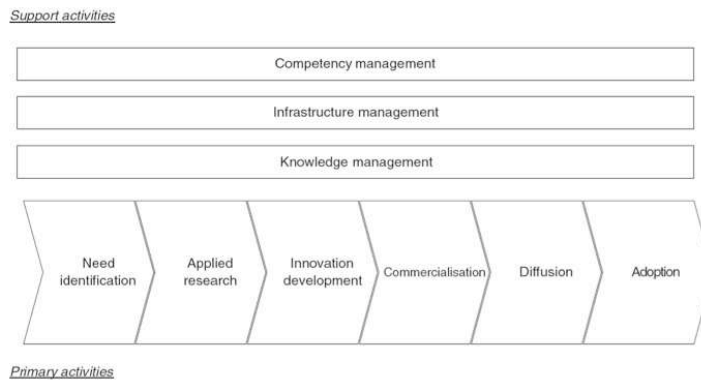 Support activities
Competency management
Infrastructure management
Knowledge management
Need
identification
Applied
research
Innovation
development
Commercialisation
Diffusion
Adoption
Primary activities